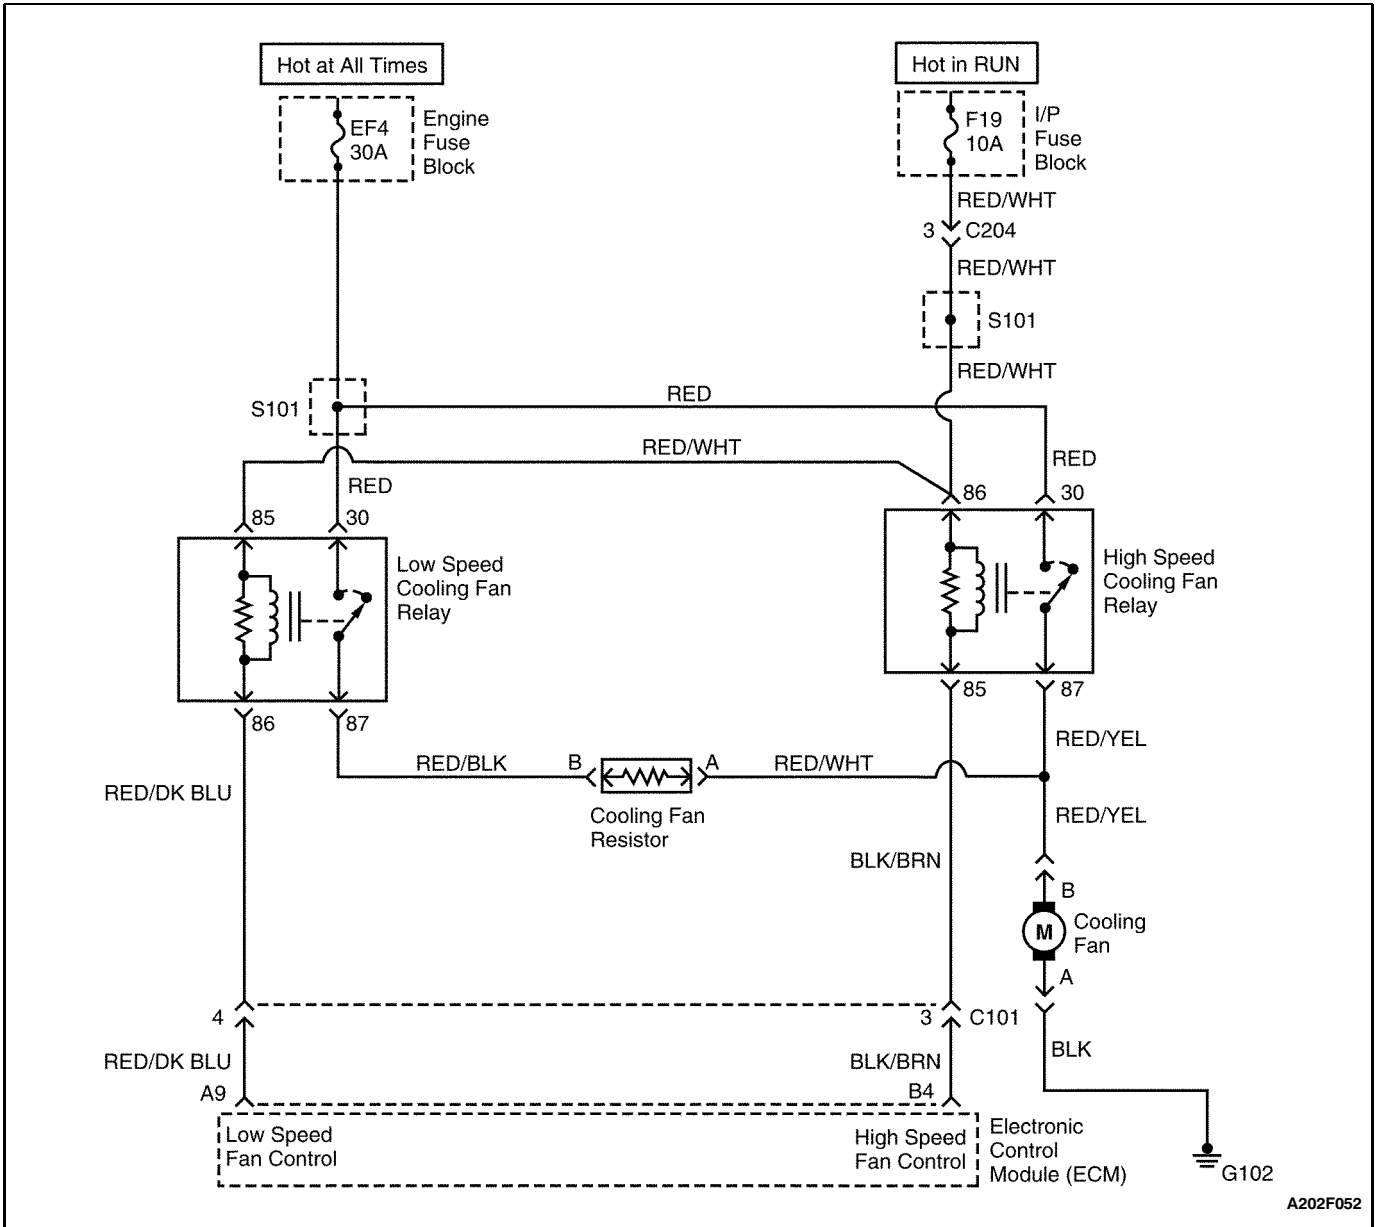 Hot at All Times
Hot in RUN
EF4
30A
Engine
Fuse
Block
F19
10A
I/P
Fuse
Block
RED/WHT
3
C204
RED/WHT
S101
RED/WHT
S101
RED
RED/WHT
RED
RED
85
30
86
30
Low Speed
Cooling Fan
Relay
High Speed
Cooling Fan
Relay
86
87
85
87
RED/YEL
RED/BLK
B
A
RED/WHT
RED/DK BLU
Cooling Fan
Resistor
RED/YEL
BLK/BRN
B
M
Cooling
Fan
A
4
3
C101
RED/DK BLU
BLK/BRN
BLK
A9
B4
Low Speed
Fan Control
High Speed
Fan Control
Electronic
Control
Module (ECM)
G102
A202F052